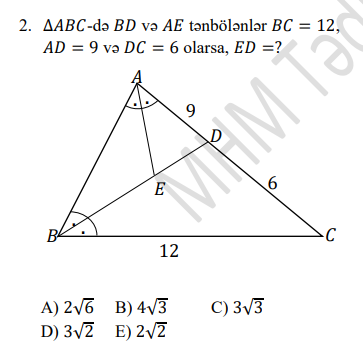 2. ΔABC-də BD və AE tənbölənlər BC = 12,
AD = 9 və DC = 6 olarsa, ED =?
A
9
D
E
6
B
C
12
A) 2√6 B) 4√3 C) 3√3
D) 3√2 E) 2√2
MHM